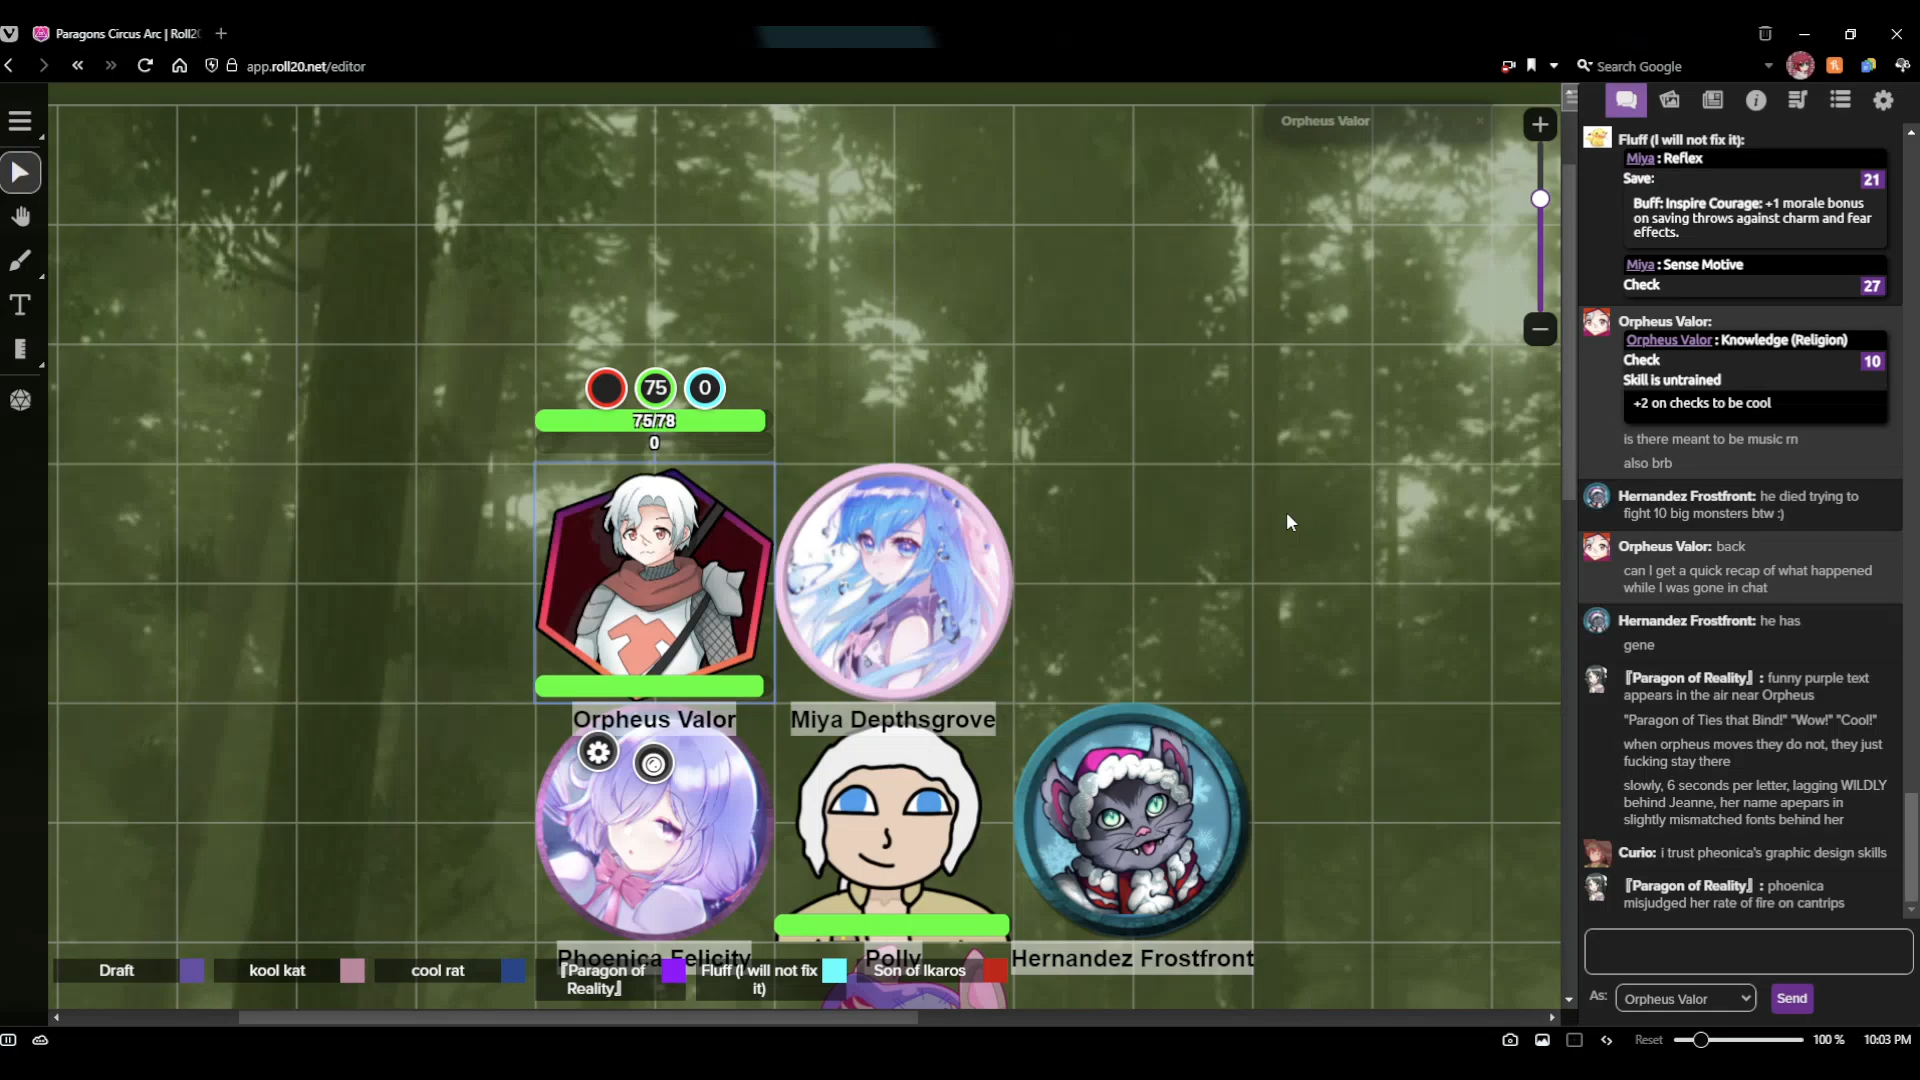 Paragons Circus Arc | Roll20
app.roll20.net/editor
Search Google
Orpheus Valor
75
0
75/78
0
Orpheus Valor
Miya Depthsgrove
Phoenica Felicity
Polly
Hernandez Frostfront
Draft
kool kat
cool rat
『Paragon of
Reality』
Fluff (I will not fix
it)
Son of Ikaros
Fluff (I will not fix it):
Miya : Reflex
Save:
21
Buff: Inspire Courage: +1 morale bonus
on saving throws against charm and fear
effects.
Miya : Sense Motive
Check
27
Orpheus Valor:
Orpheus Valor : Knowledge (Religion)
Check
10
Skill is untrained
+2 on checks to be cool
is there meant to be music rn
also brb
Hernandez Frostfront: he died trying to
fight 10 big monsters btw :)
Orpheus Valor: back
can I get a quick recap of what happened
while I was gone in chat
Hernandez Frostfront: he has
gene
『Paragon of Reality』 : funny purple text
appears in the air near Orpheus
"Paragon of Ties that Bind!" "Wow!" "Cool!"
when orpheus moves they do not, they just
fucking stay there
slowly, 6 seconds per letter, lagging WILDLY
behind Jeanne, her name apepars in
slightly mismatched fonts behind her
Curio: i trust pheonica's graphic design skills
『Paragon of Reality』 : phoenica
misjudged her rate of fire on cantrips
As:
Orpheus Valor
Send
Reset
100 %
10:03 PM